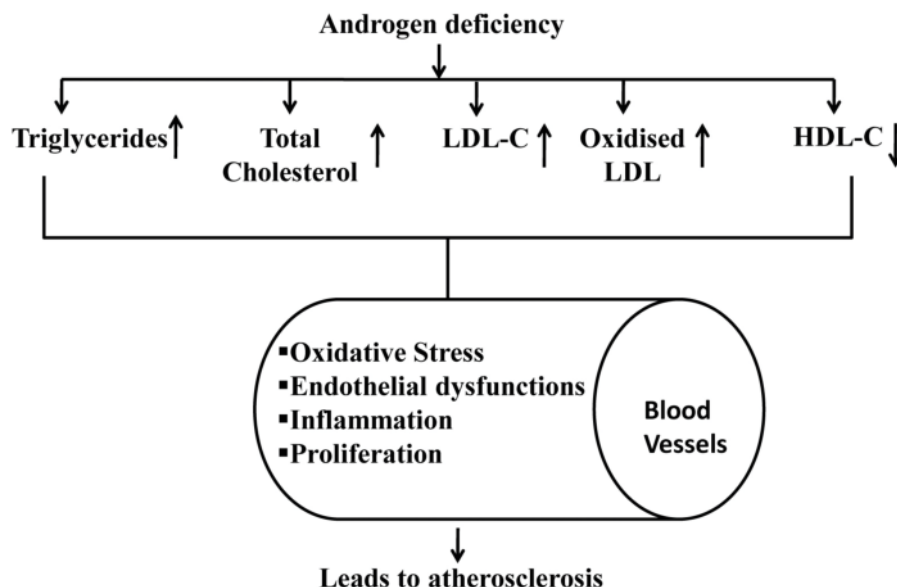 Androgen deficiency
Triglycerides
Total
Cholesterol
LDL-C
Oxidised
LDL
HDL-C
▪Oxidative Stress
▪Endothelial dysfunctions
▪Inflammation
▪Proliferation
Blood
Vessels
Leads to atherosclerosis